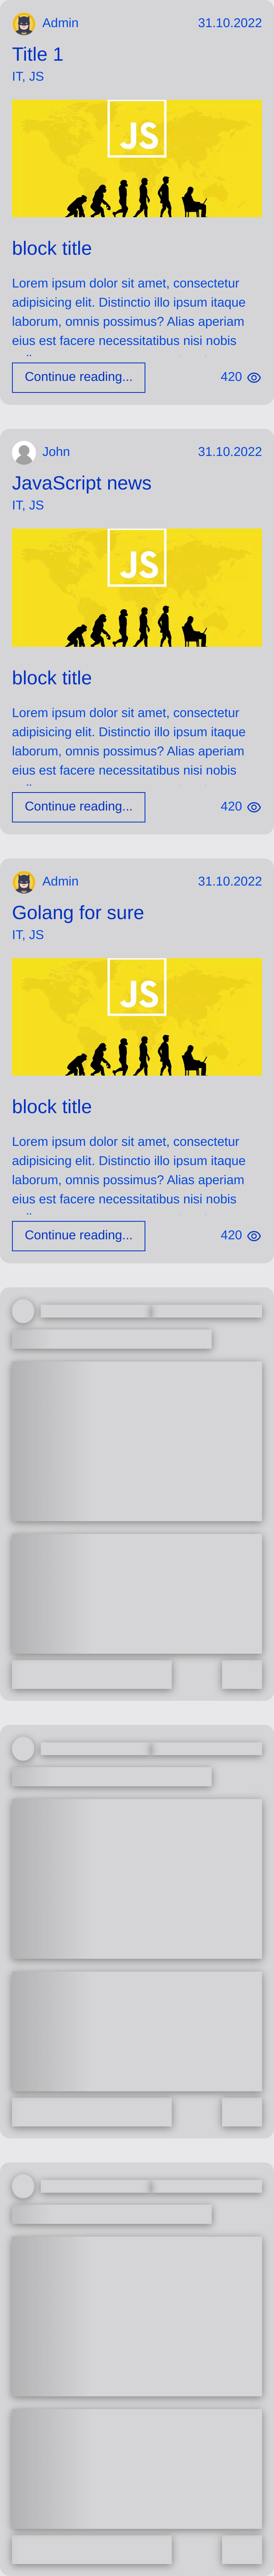 Admin 31.10.2022
Title 1
IT, JS
JS
block title
Lorem ipsum dolor sit amet, consectetur
adipisicing elit. Distinctio illo ipsum itaque
laborum, omnis possimus? Alias aperiam
eius est facere necessitatibus nisi nobis
Continue reading... 420
John 31.10.2022
JavaScript news
IT, JS
JS
block title
Lorem ipsum dolor sit amet, consectetur
adipisicing elit. Distinctio illo ipsum itaque
laborum, omnis possimus? Alias aperiam
eius est facere necessitatibus nisi nobis
Continue reading... 420
Admin 31.10.2022
Golang for sure
IT, JS
JS
block title
Lorem ipsum dolor sit amet, consectetur
adipisicing elit. Distinctio illo ipsum itaque
laborum, omnis possimus? Alias aperiam
eius est facere necessitatibus nisi nobis
Continue reading... 420